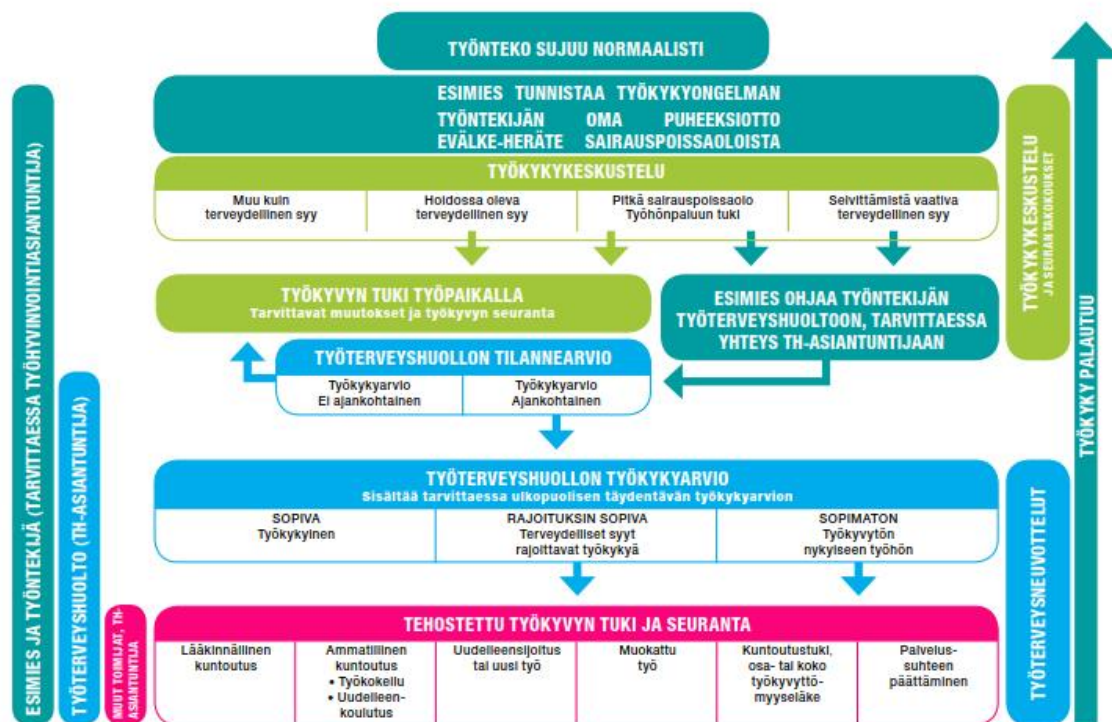 TYÖNTEKO SUJUU NORMAALISTI
ESIMIES TUNNISTAA TYÖKYKYONGELMAN
TYÖNTEKIJÄN OMA PUHEEKSIOTTO
EVÄLKE-HERÄTE SAIRAUSPOISSAOLOISTA
TYÖKYKYKESKUSTELU
Muu kuin
terveydellinen syy
Hoidossa oleva
terveydellinen syy
Pitkä sairauspoissaolo
Työhönpaluun tuki
Selvittämistä vaativa
terveydellinen syy
TYÖKYVYN TUKI TYÖPAIKALLA
Tarvittavat muutokset ja työkyvyn seuranta
ESIMIES OHJAA TYÖNTEKIJÄN
TYÖTERVEYSHUOLTOON, TARVITTAESSA
YHTEYS TH-ASIANTUNTIJAAN
TYÖTERVEYSHUOLLON TILANNEARVIO
Työkykyarvio
Ei ajankohtainen
Työkykyarvio
Ajankohtainen
TYÖTERVEYSHUOLLON TYÖKYKYARVIO
Sisältää tarvittaessa ulkopuolisen täydentävän työkykyarvion
SOPIVA
Työkykyinen
RAJOITUKSIN SOPIVA
Terveydelliset syyt
rajoittavat työkykyä
SOPIMATON
Työkyvytön
nykyiseen työhön
TEHOSTETTU TYÖKYVYN TUKI JA SEURANTA
Lääkinnällinen
kuntoutus
Ammatillinen
kuntoutus
• Työkokeilu
• Uudelleen-
koulutus
Uudelleensijoitus
tai uusi työ
Muokattu
työ
Kuntoutustuki,
osa- tai koko
työkyvyttö-
myyseläke
Palvelus-
suhteen
päättäminen
ESIMIES JA TYÖNTEKIJÄ (TARVITTAESSA TYÖHYVINVOINTIASIANTUNTIJA)
TYÖTERVEYSHUOLTO (TH-ASIANTUNTIJA)
MUUT TOIMIJAT, TH-
ASIANTUNTIJA
TYÖKYKYKESKUSTELU
JA SEURANTAKOKOUKSET
TYÖTERVEYSNEUVOTTELUT
TYÖKYKY PALAUTUU